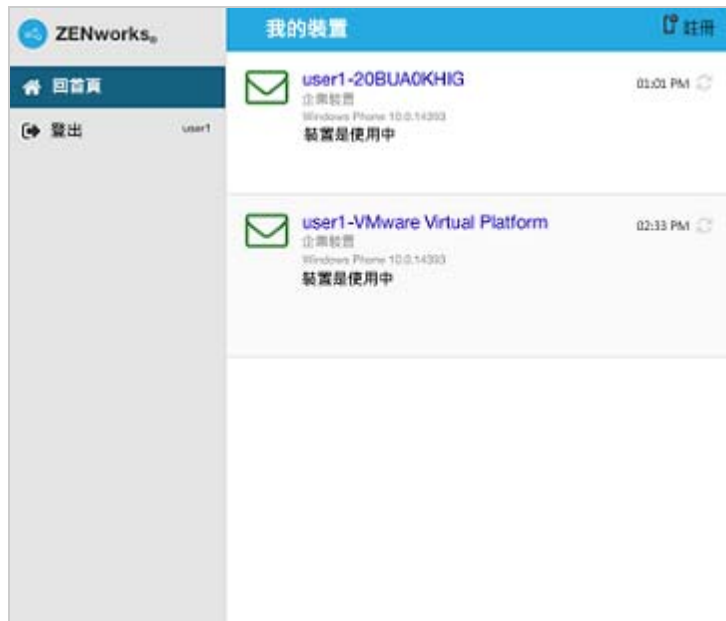 ZENworks®
回首頁
登出 user1
我的裝置
註冊
user1-20BUA0KHIG 01:01 PM
企業裝置
Windows Phone 10.0.14393
裝置是使用中
user1-VMware Virtual Platform 02:33 PM
企業裝置
Windows Phone 10.0.14393
裝置是使用中